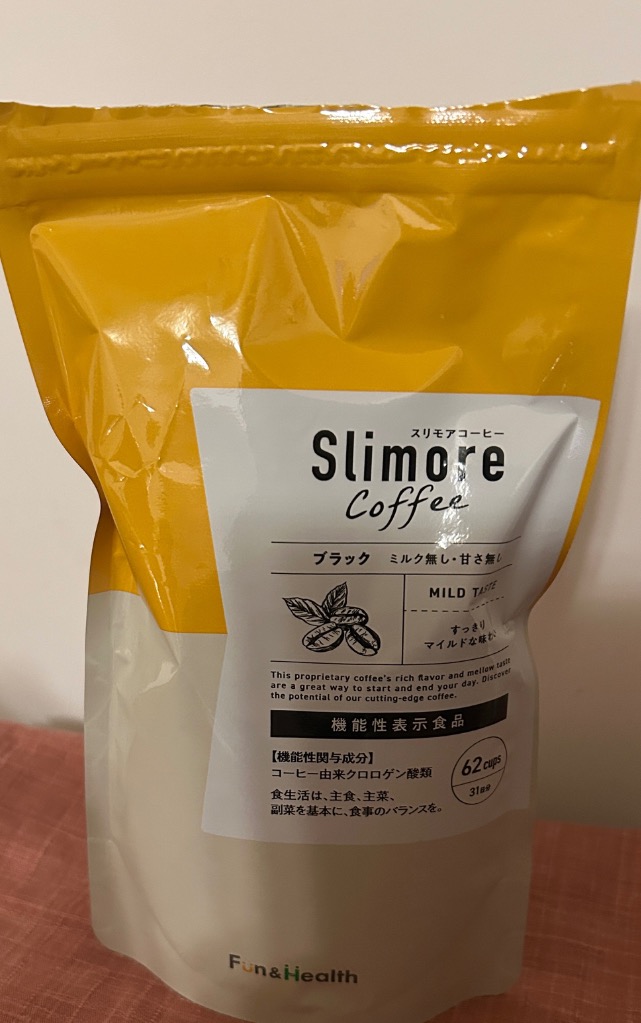 スリモアコーヒー
Slimore
Coffee
ブラック ミルク無し・甘さ無し
MILD TASTE
すっきり
マイルドな味わい
This proprietary coffee's rich flavor and mellow taste
are a great way to start and end your day. Discover
the potential of our cutting-edge coffee.
機能性表示食品
【機能性関与成分】
コーヒー由来クロロゲン酸類
62 cups
31日分
食生活は、主食、主菜、
副菜を基本に、食事のバランスを。
Fun&Health